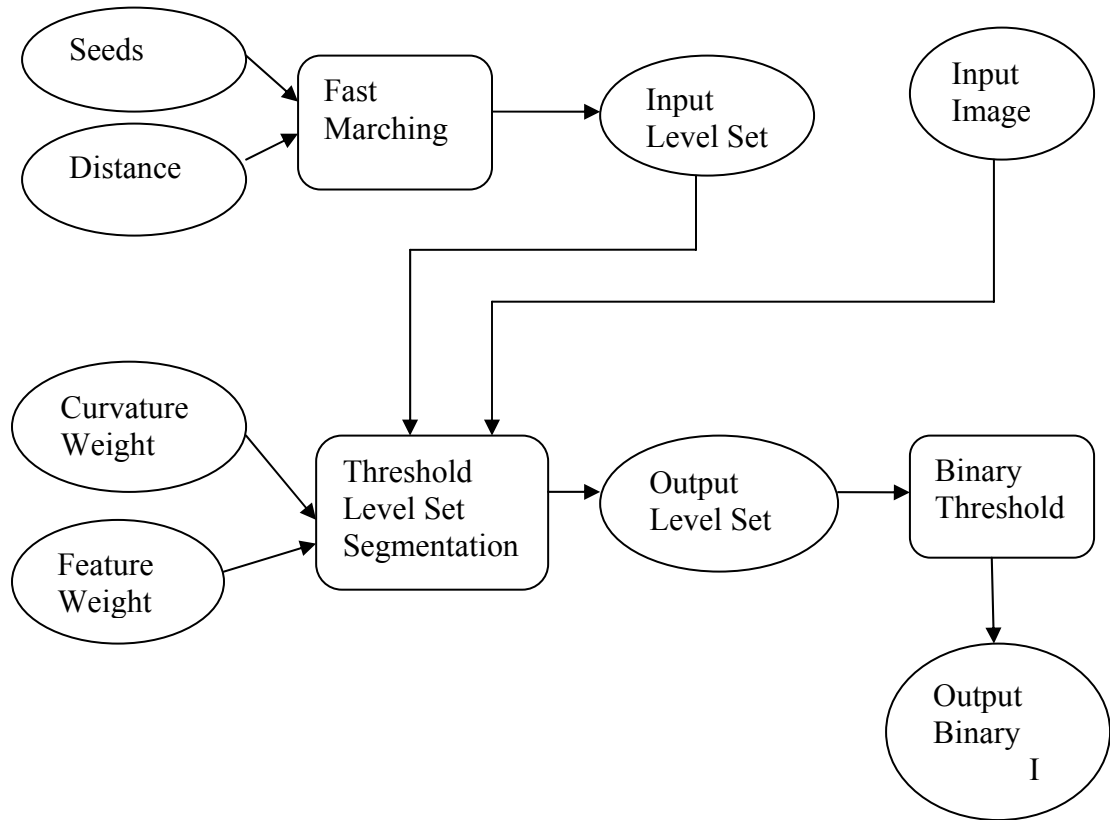 Seeds
Distance
Fast
Marching
Input
Level Set
Input
Image
Curvature
Weight
Feature
Weight
Threshold
Level Set
Segmentation
Output
Level Set
Binary
Threshold
Output
Binary
I